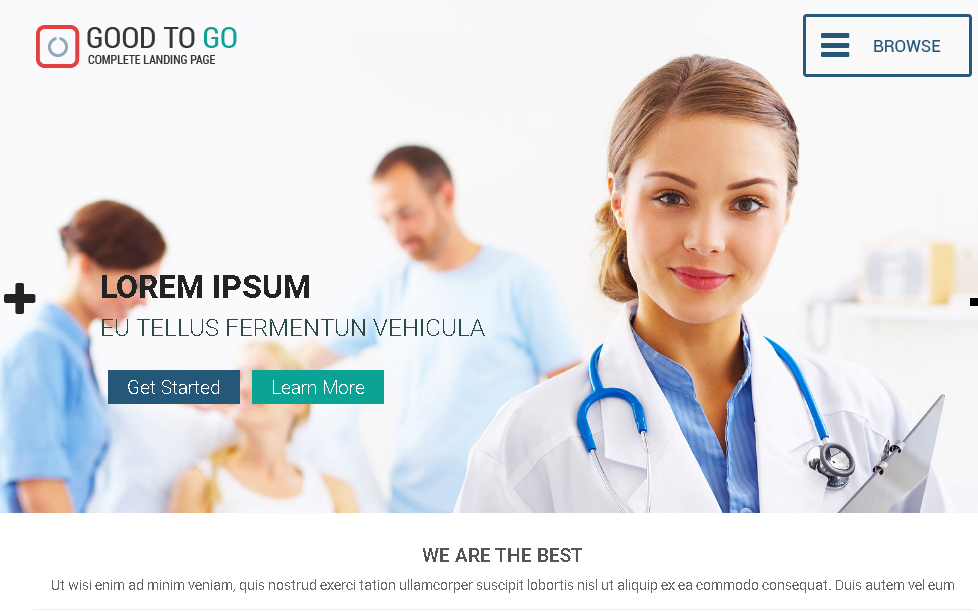 GOOD TO GO
COMPLETE LANDING PAGE
BROWSE
LOREM IPSUM
EU TELLUS FERMENTUN VEHICULA
Get Started
Learn More
WE ARE THE BEST
Ut wisi enim ad minim veniam, quis nostrud exerci tation ullamcorper suscipit lobortis nisl ut aliquip ex ea commodo consequat. Duis autem vel eum